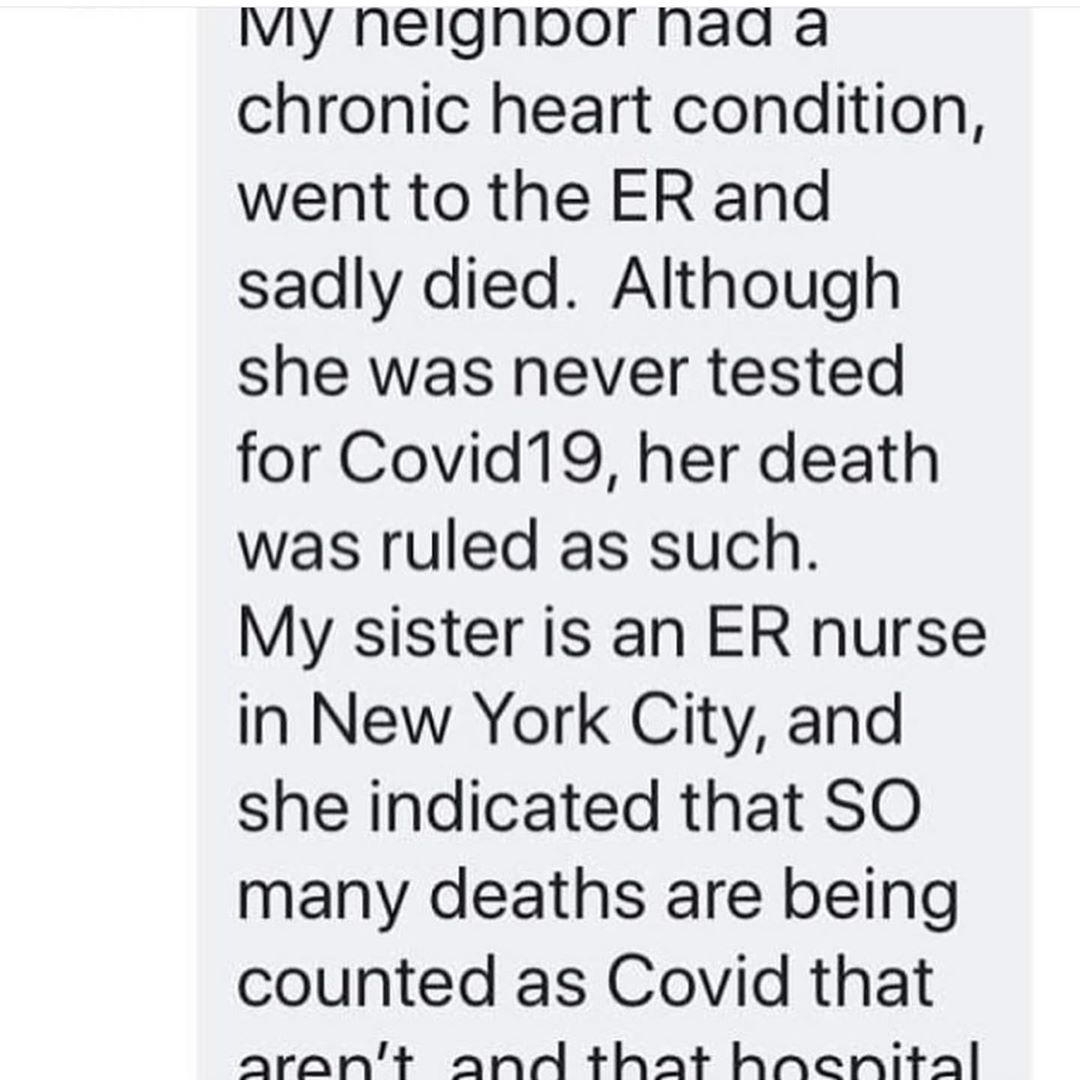 My neighbor had a
chronic heart condition,
went to the ER and
sadly died.  Although
she was never tested
for Covid19, her death
was ruled as such.
My sister is an ER nurse
in New York City, and
she indicated that SO
many deaths are being
counted as Covid that
aren't, and that hospital